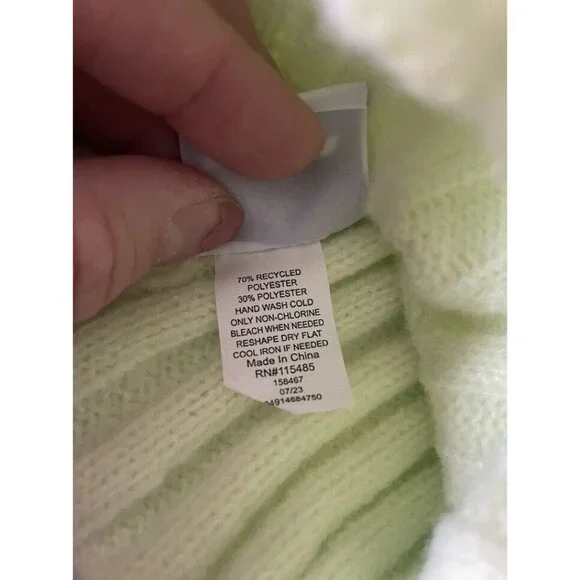 70% RECYCLED
POLYESTER
30% POLYESTER
HAND WASH COLD
ONLY NON-CHLORINE
BLEACH WHEN NEEDED
RESHAPE DRY FLAT
COOL IRON IF NEEDED
Made In China
RN#115485
158467
07/23
04914684750